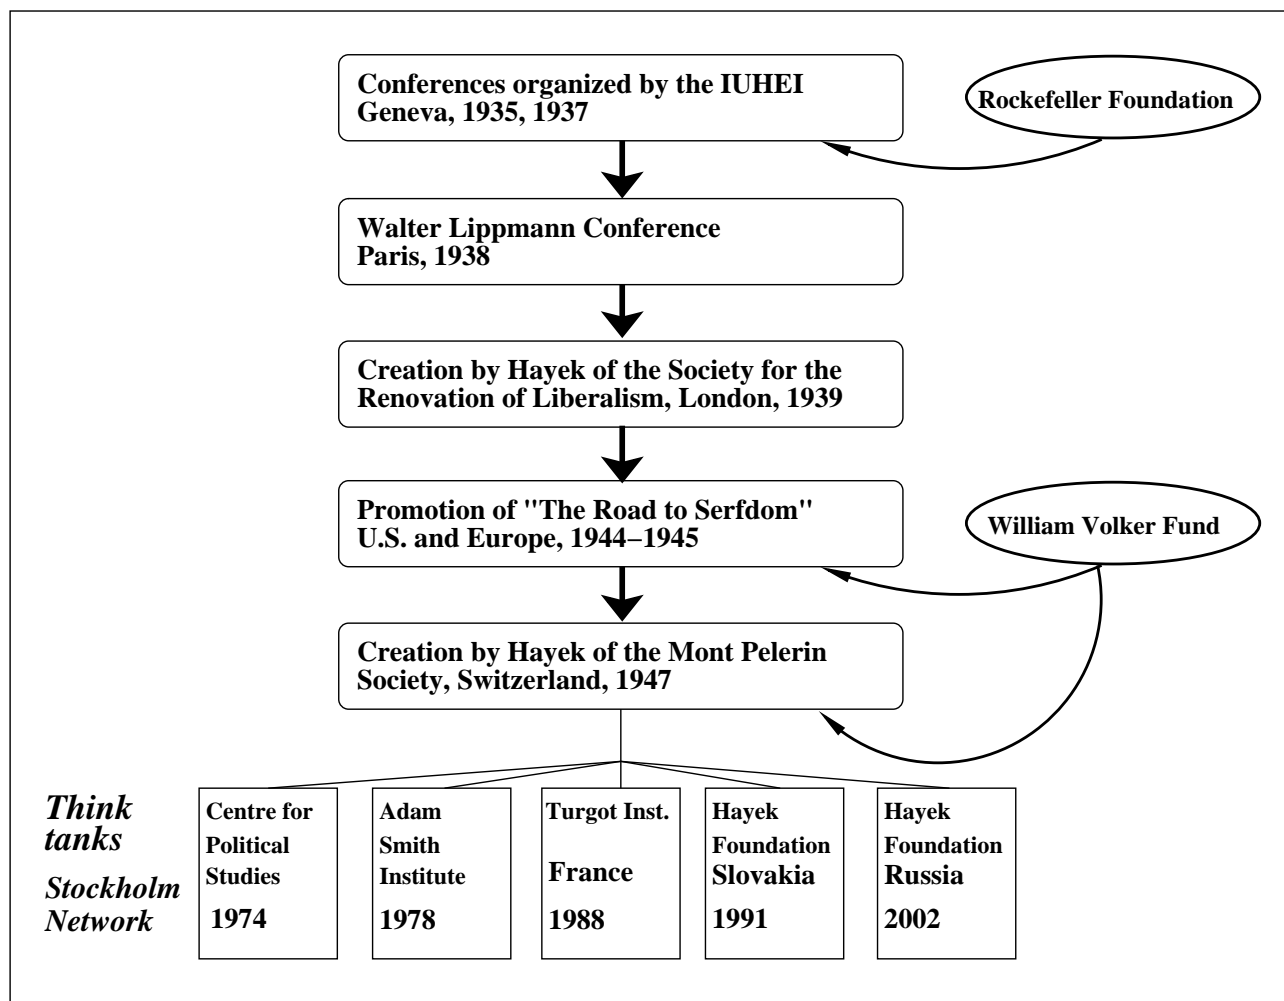 Conferences organized by the IUHEI
Geneva, 1935, 1937
Rockefeller Foundation
Walter Lippmann Conference
Paris, 1938
Creation by Hayek of the Society for the
Renovation of Liberalism, London, 1939
Promotion of "The Road to Serfdom"
U.S. and Europe, 1944−1945
William Volker Fund
Creation by Hayek of the Mont Pelerin
Society, Switzerland, 1947
Think
tanks
Stockholm
Network
Centre for
Political
Studies
1974
Adam
Smith
Institute
1978
Turgot Inst.
France
1988
Hayek
Foundation
Slovakia
1991
Hayek
Foundation
Russia
2002